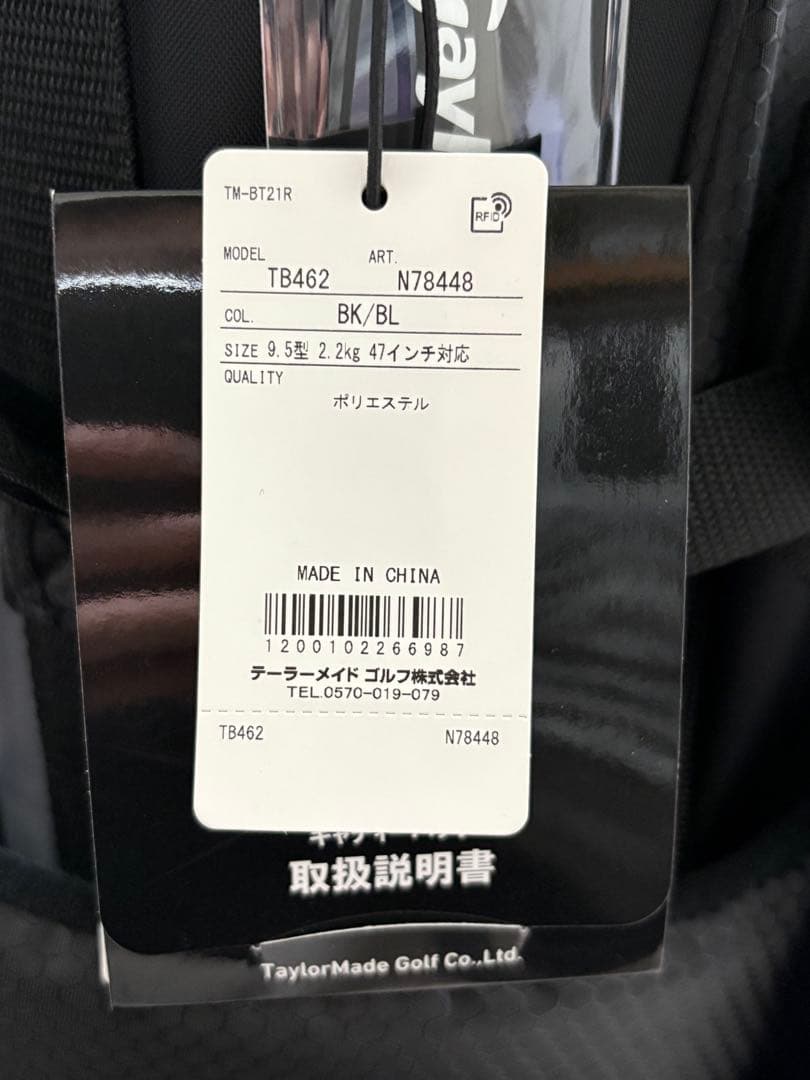 TM-BT21R
RFID
MODEL TB462 ART. N78448
COL. BK/BL
SIZE 9.5型 2.2kg 47インチ対応
QUALITY
ポリエステル
MADE IN CHINA
1200102266987
テーラーメイド ゴルフ株式会社
TEL.0570-019-079
TB462 N78448
取扱説明書
TaylorMade Golf Co.,Ltd.